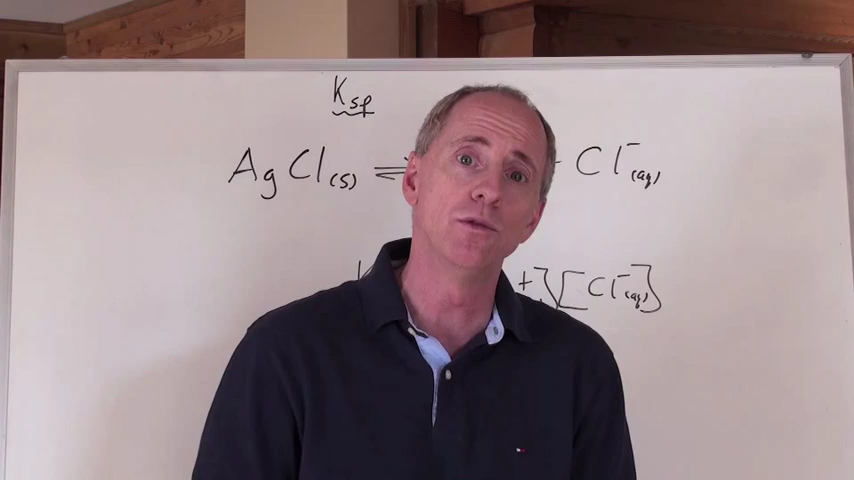 Ksp
AgCl(s) ⇌ + Cl⁻(aq)
+][Cl⁻(aq)]